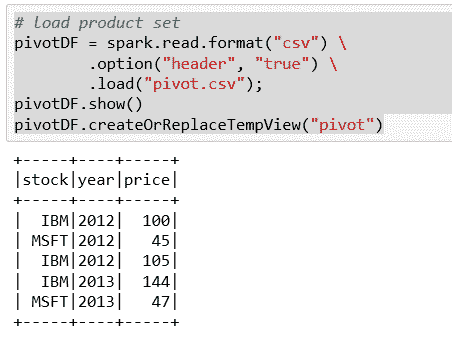 # load product set
pivotDF = spark.read.format("csv") \
        .option("header", "true") \
        .load("pivot.csv");
pivotDF.show()
pivotDF.createOrReplaceTempView("pivot")
+-----+----+-----+
|stock|year|price|
+-----+----+-----+
|  IBM|2012|  100|
| MSFT|2012|   45|
|  IBM|2012|  105|
|  IBM|2013|  144|
| MSFT|2013|   47|
+-----+----+-----+